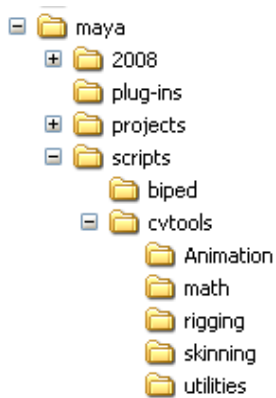 maya
2008
plug-ins
projects
scripts
biped
cvtools
Animation
math
rigging
skinning
utilities